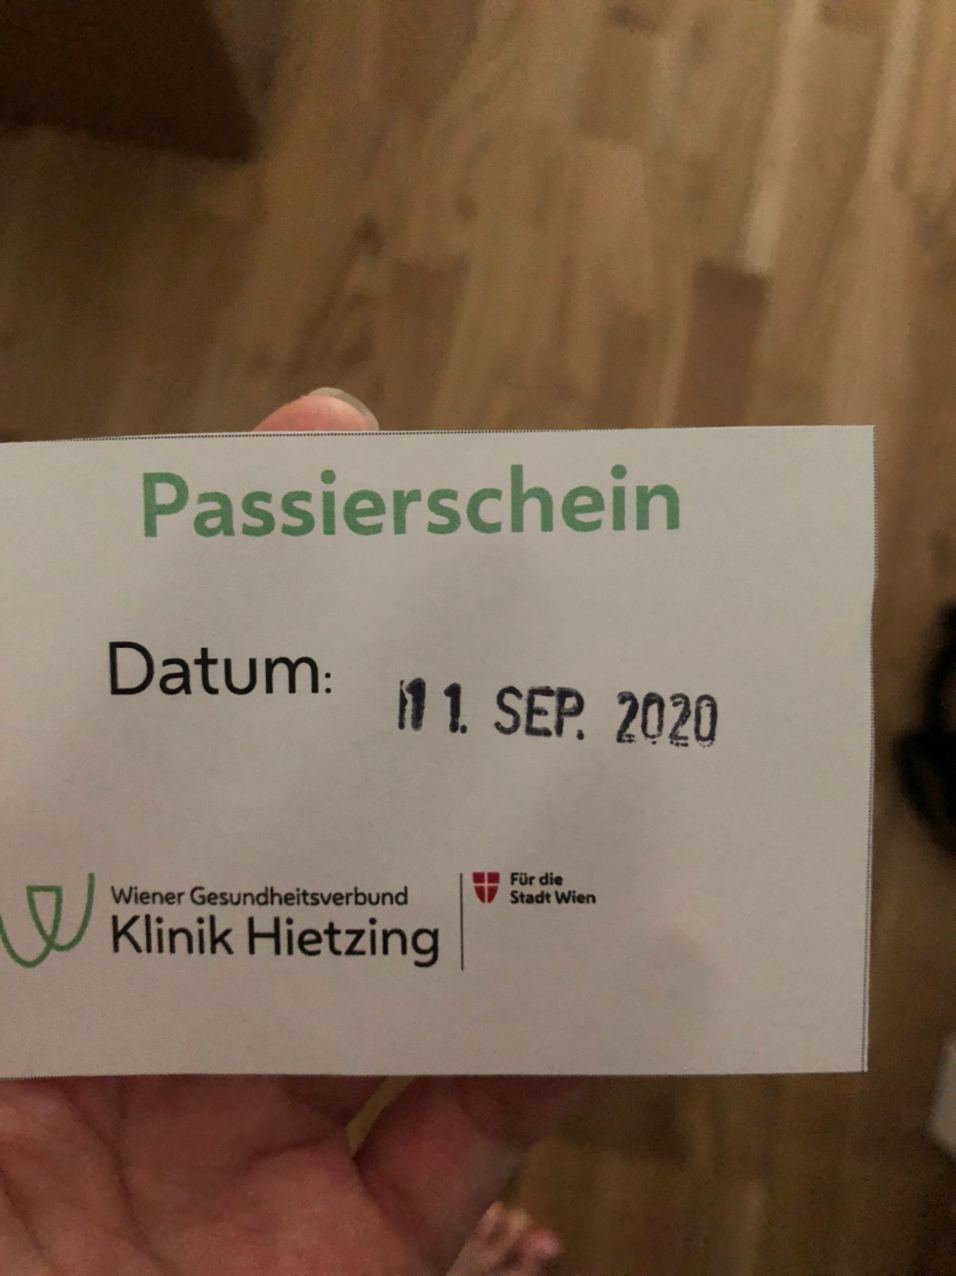 Passierschein
Datum:
11. SEP. 2020
Wiener Gesundheitsverbund
Klinik Hietzing
Für die
Stadt Wien